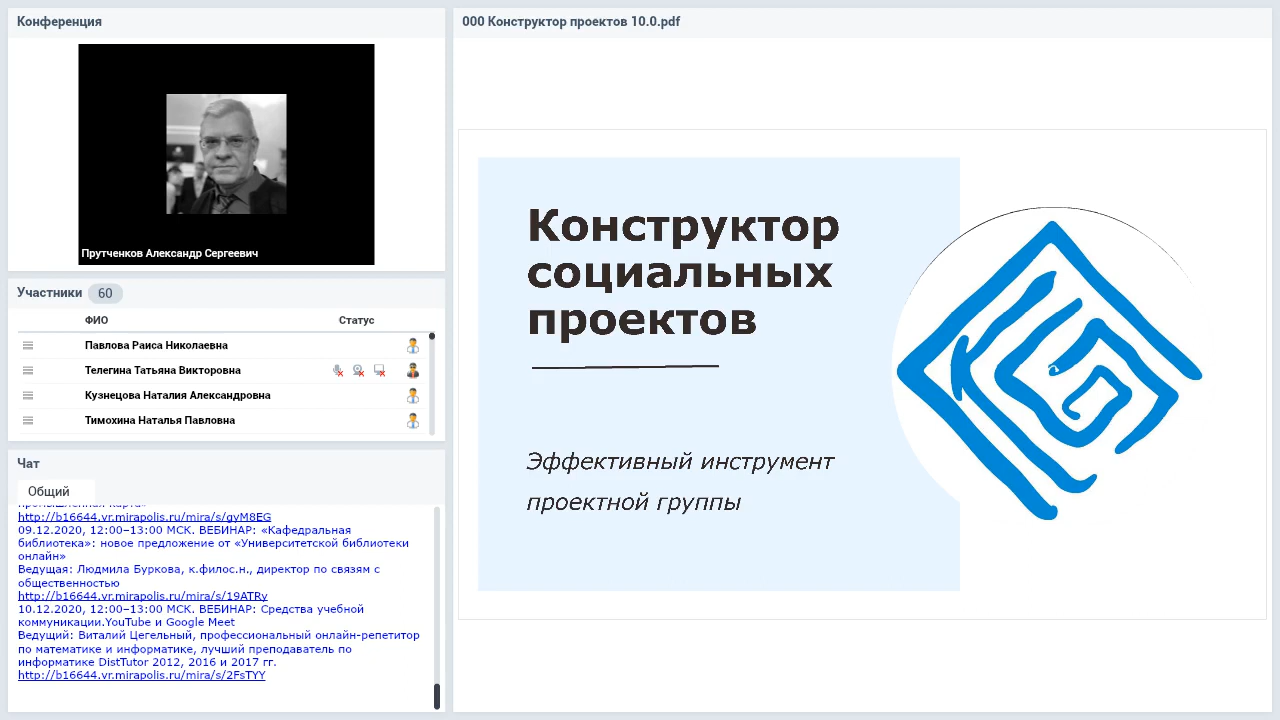 Конференция
Прутченков Александр Сергеевич
Участники 60
ФИО Статус
Павлова Раиса Николаевна
Телегина Татьяна Викторовна
Кузнецова Наталия Александровна
Тимохина Наталья Павловна
Чат
Общий
http://b16644.vr.mirapolis.ru/mira/s/gyM8EG
09.12.2020, 12:00–13:00 МСК. ВЕБИНАР: «Кафедральная
библиотека»: новое предложение от «Университетской библиотеки
онлайн»
Ведущая: Людмила Буркова, к.филос.н., директор по связям с
общественностью
http://b16644.vr.mirapolis.ru/mira/s/19ATRy
10.12.2020, 12:00–13:00 МСК. ВЕБИНАР: Средства учебной
коммуникации.YouTube и Google Meet
Ведущий: Виталий Цегельный, профессиональный онлайн-репетитор
по математике и информатике, лучший преподаватель по
информатике DistTutor 2012, 2016 и 2017 гг.
http://b16644.vr.mirapolis.ru/mira/s/2FsTYY
000 Конструктор проектов 10.0.pdf
Конструктор
социальных
проектов
Эффективный инструмент
проектной группы